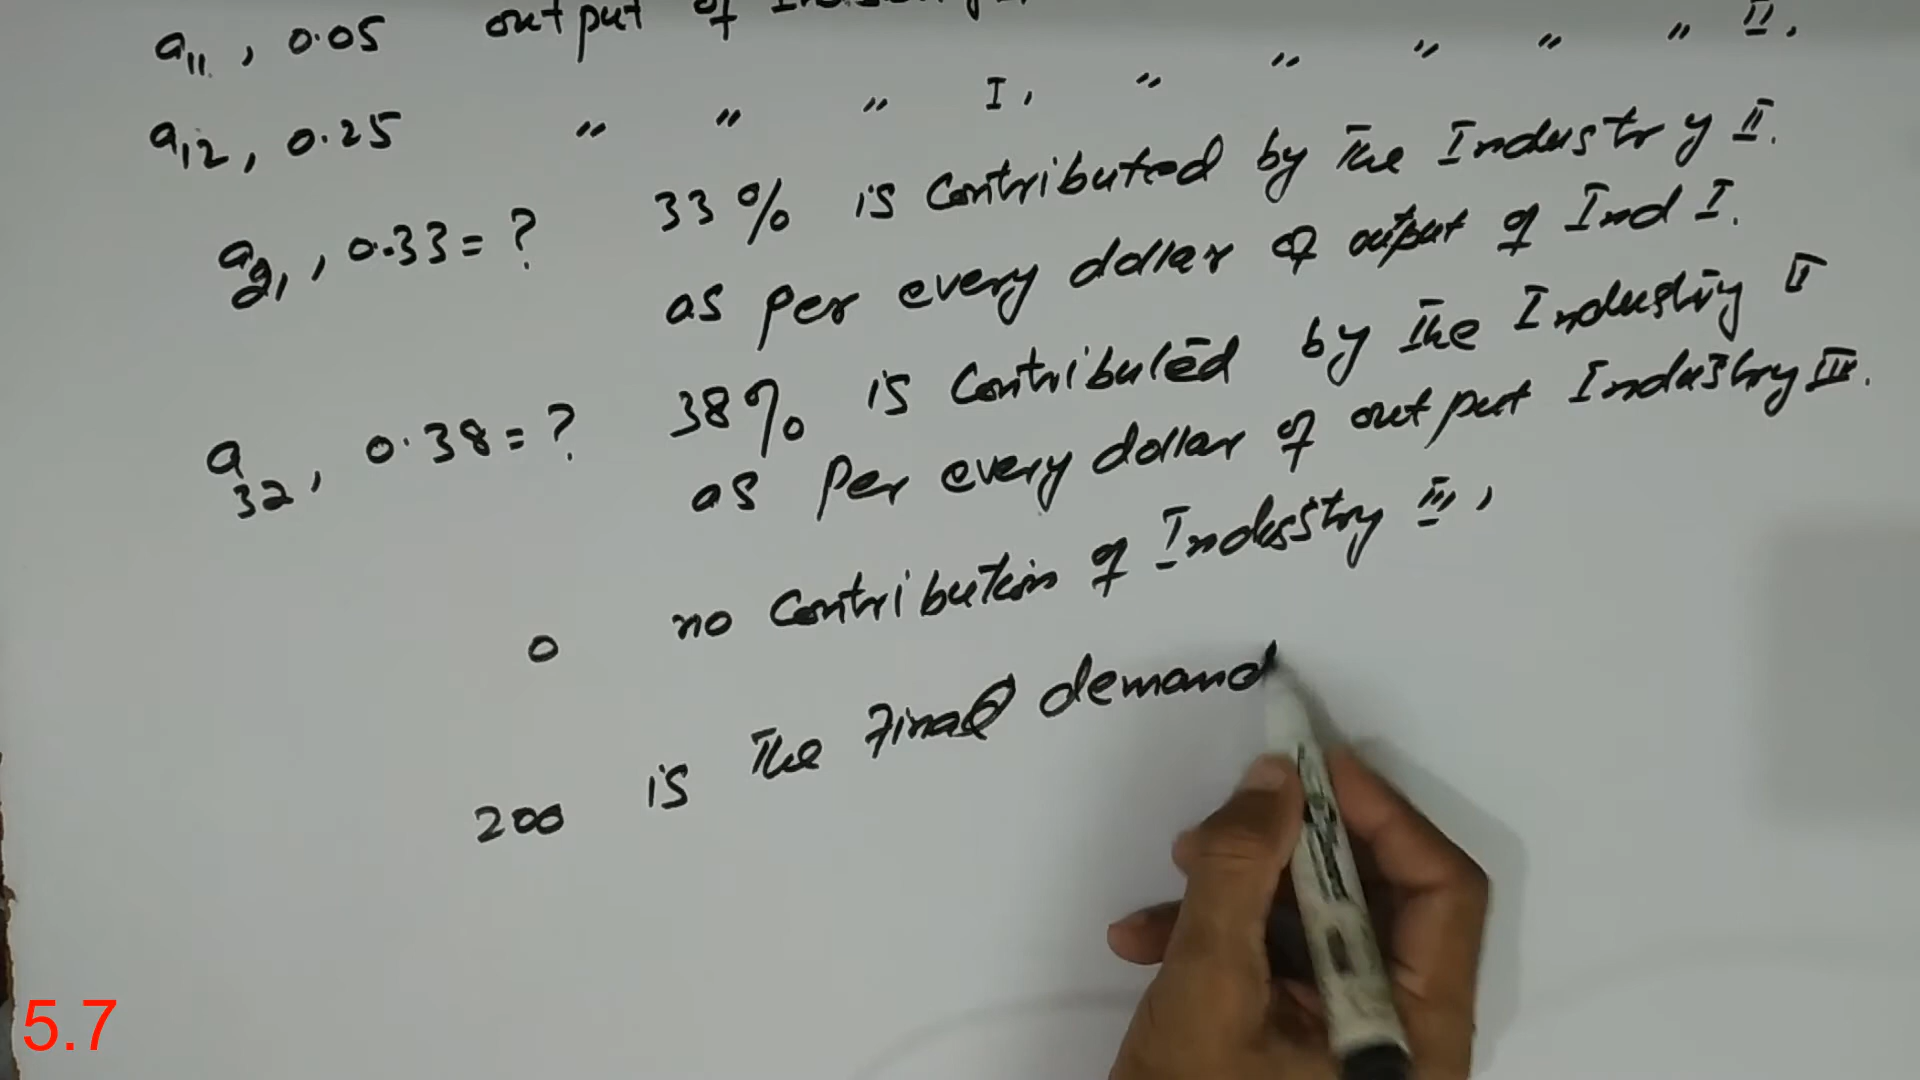 a11, 0.05 output of
a12, 0.25 " " " I, " " " " II.
a21, 0.33 = ? 33% is contributed by the Industry II.
as per every dollar of output of Ind I.
a32, 0.38 = ? 38% is contributed by the Industry II
as per every dollar of output Industry III.
0 no contribution of Industry III,
200 is the final demand
5.7